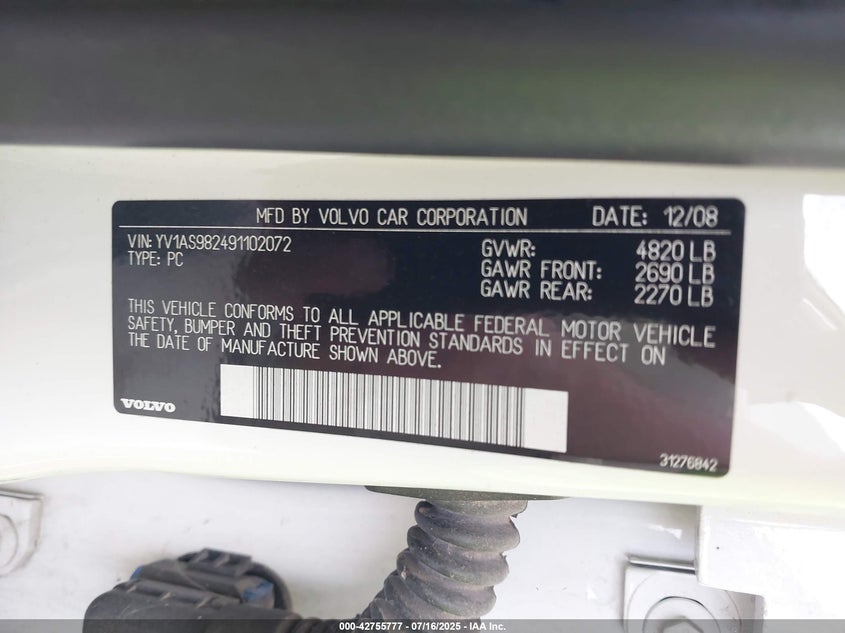 MFD BY VOLVO CAR CORPORATION DATE: 12/08
VIN: YV1AS982491102072
TYPE: PC
GVWR: 4820 LB
GAWR FRONT: 2690 LB
GAWR REAR: 2270 LB
THIS VEHICLE CONFORMS TO ALL APPLICABLE FEDERAL MOTOR VEHICLE
SAFETY, BUMPER AND THEFT PREVENTION STANDARDS IN EFFECT ON
THE DATE OF MANUFACTURE SHOWN ABOVE.
VOLVO
31276842
000-42755777 - 07/16/2025 - IAA Inc.